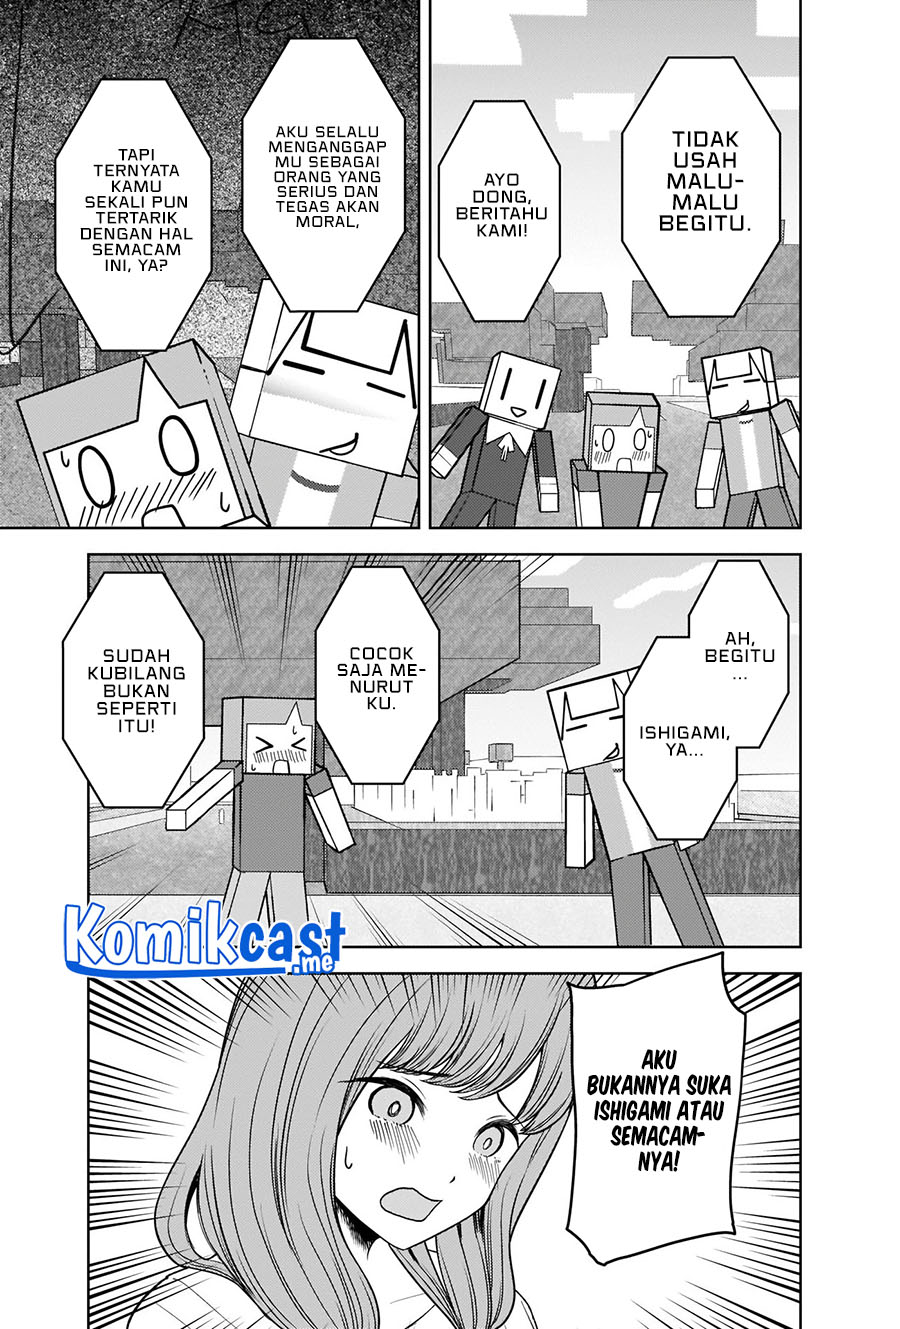 TIDAK
USAH
MALU-
MALU
BEGITU.
AYO
DONG,
BERITAHU
KAMI!
AKU SELALU
MENGANGGAP
MU SEBAGAI
ORANG YANG
SERIUS DAN
TEGAS AKAN
MORAL,
TAPI
TERNYATA
KAMU
SEKALI PUN
TERTARIK
DENGAN HAL
SEMACAM
INI, YA?
AH,
BEGITU
...
ISHIGAMI,
YA...
COCOK
SAJA ME-
NURUT
KU.
SUDAH
KUBILANG
BUKAN
SEPERTI
ITU!
Komikcast
.me
AKU
BUKANNYA SUKA
ISHIGAMI ATAU
SEMACAM-
NYA!